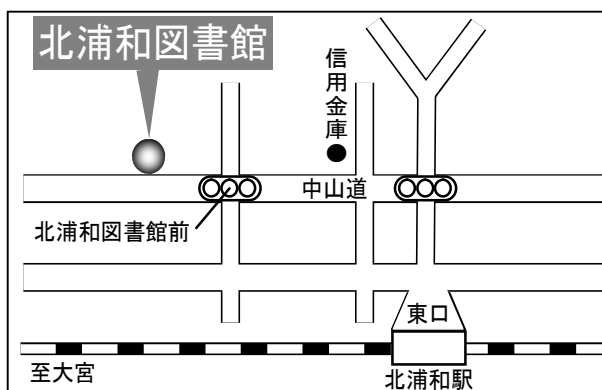 北浦和図書館
信用金庫
中山道
北浦和図書館前
東口
至大宮
北浦和駅